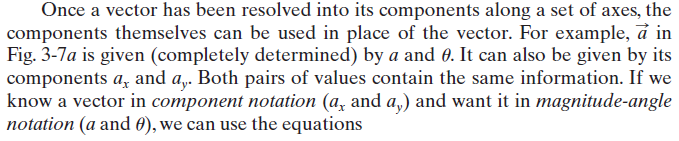 Once a vector has been resolved into its components along a set of axes, the
components themselves can be used in place of the vector. For example, a⃗ in
Fig. 3-7a is given (completely determined) by a and θ. It can also be given by its
components aₓ and a_y. Both pairs of values contain the same information. If we
know a vector in component notation (aₓ and a_y) and want it in magnitude-angle
notation (a and θ), we can use the equations